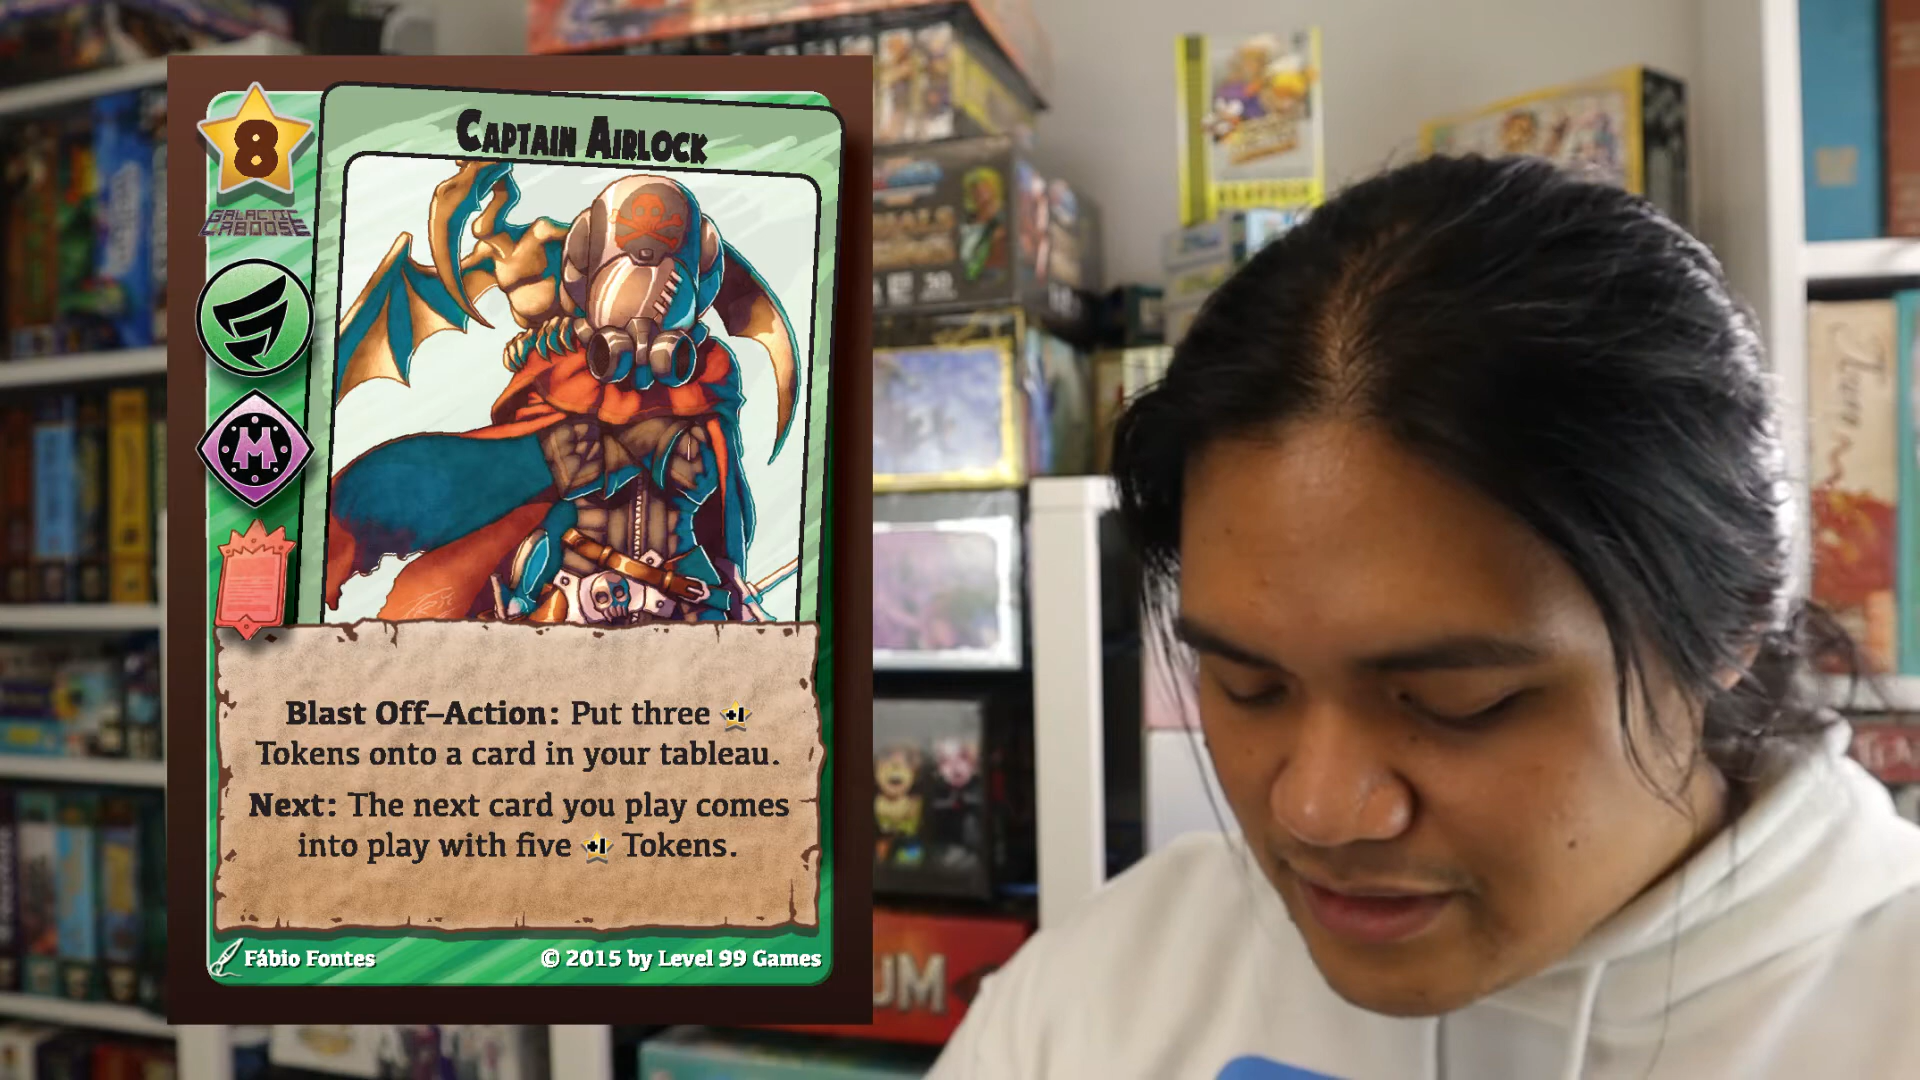 8
GALACTIC
CABOOSE
CAPTAIN AIRLOCK
M
Blast Off–Action: Put three +1
Tokens onto a card in your tableau.
Next: The next card you play comes
into play with five +1 Tokens.
Fábio Fontes
© 2015 by Level 99 Games